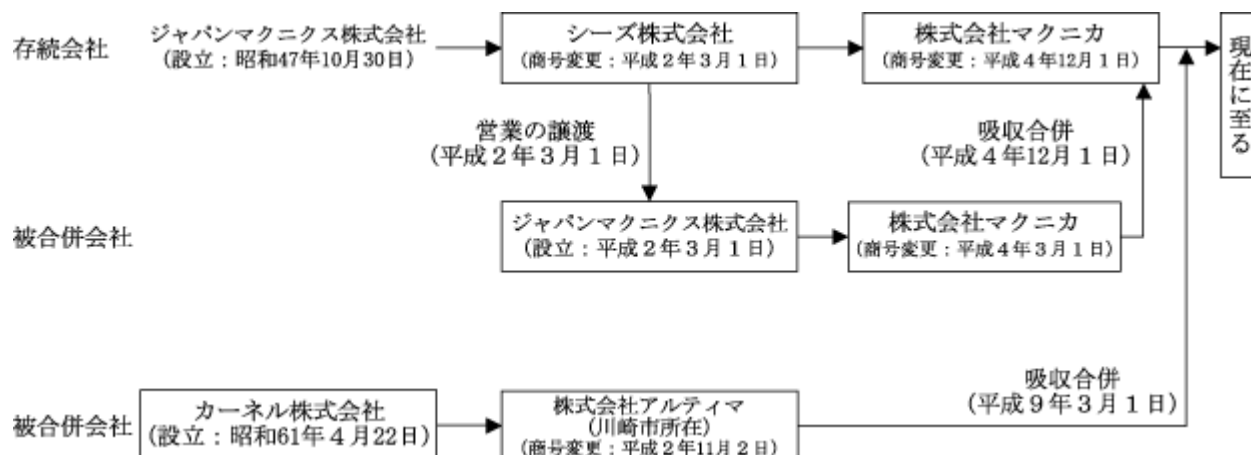 存続会社
ジャパンマクニクス株式会社
(設立：昭和47年10月30日)
シーズ株式会社
(商号変更：平成２年３月１日)
株式会社マクニカ
(商号変更：平成４年12月１日)
現在に至る
営業の譲渡
(平成２年３月１日)
吸収合併
(平成４年12月１日)
被合併会社
ジャパンマクニクス株式会社
(設立：平成２年３月１日)
株式会社マクニカ
(商号変更：平成４年３月１日)
吸収合併
(平成９年３月１日)
被合併会社
カーネル株式会社
(設立：昭和61年４月22日)
株式会社アルティマ
(川崎市所在)
(商号変更：平成２年11月２日)